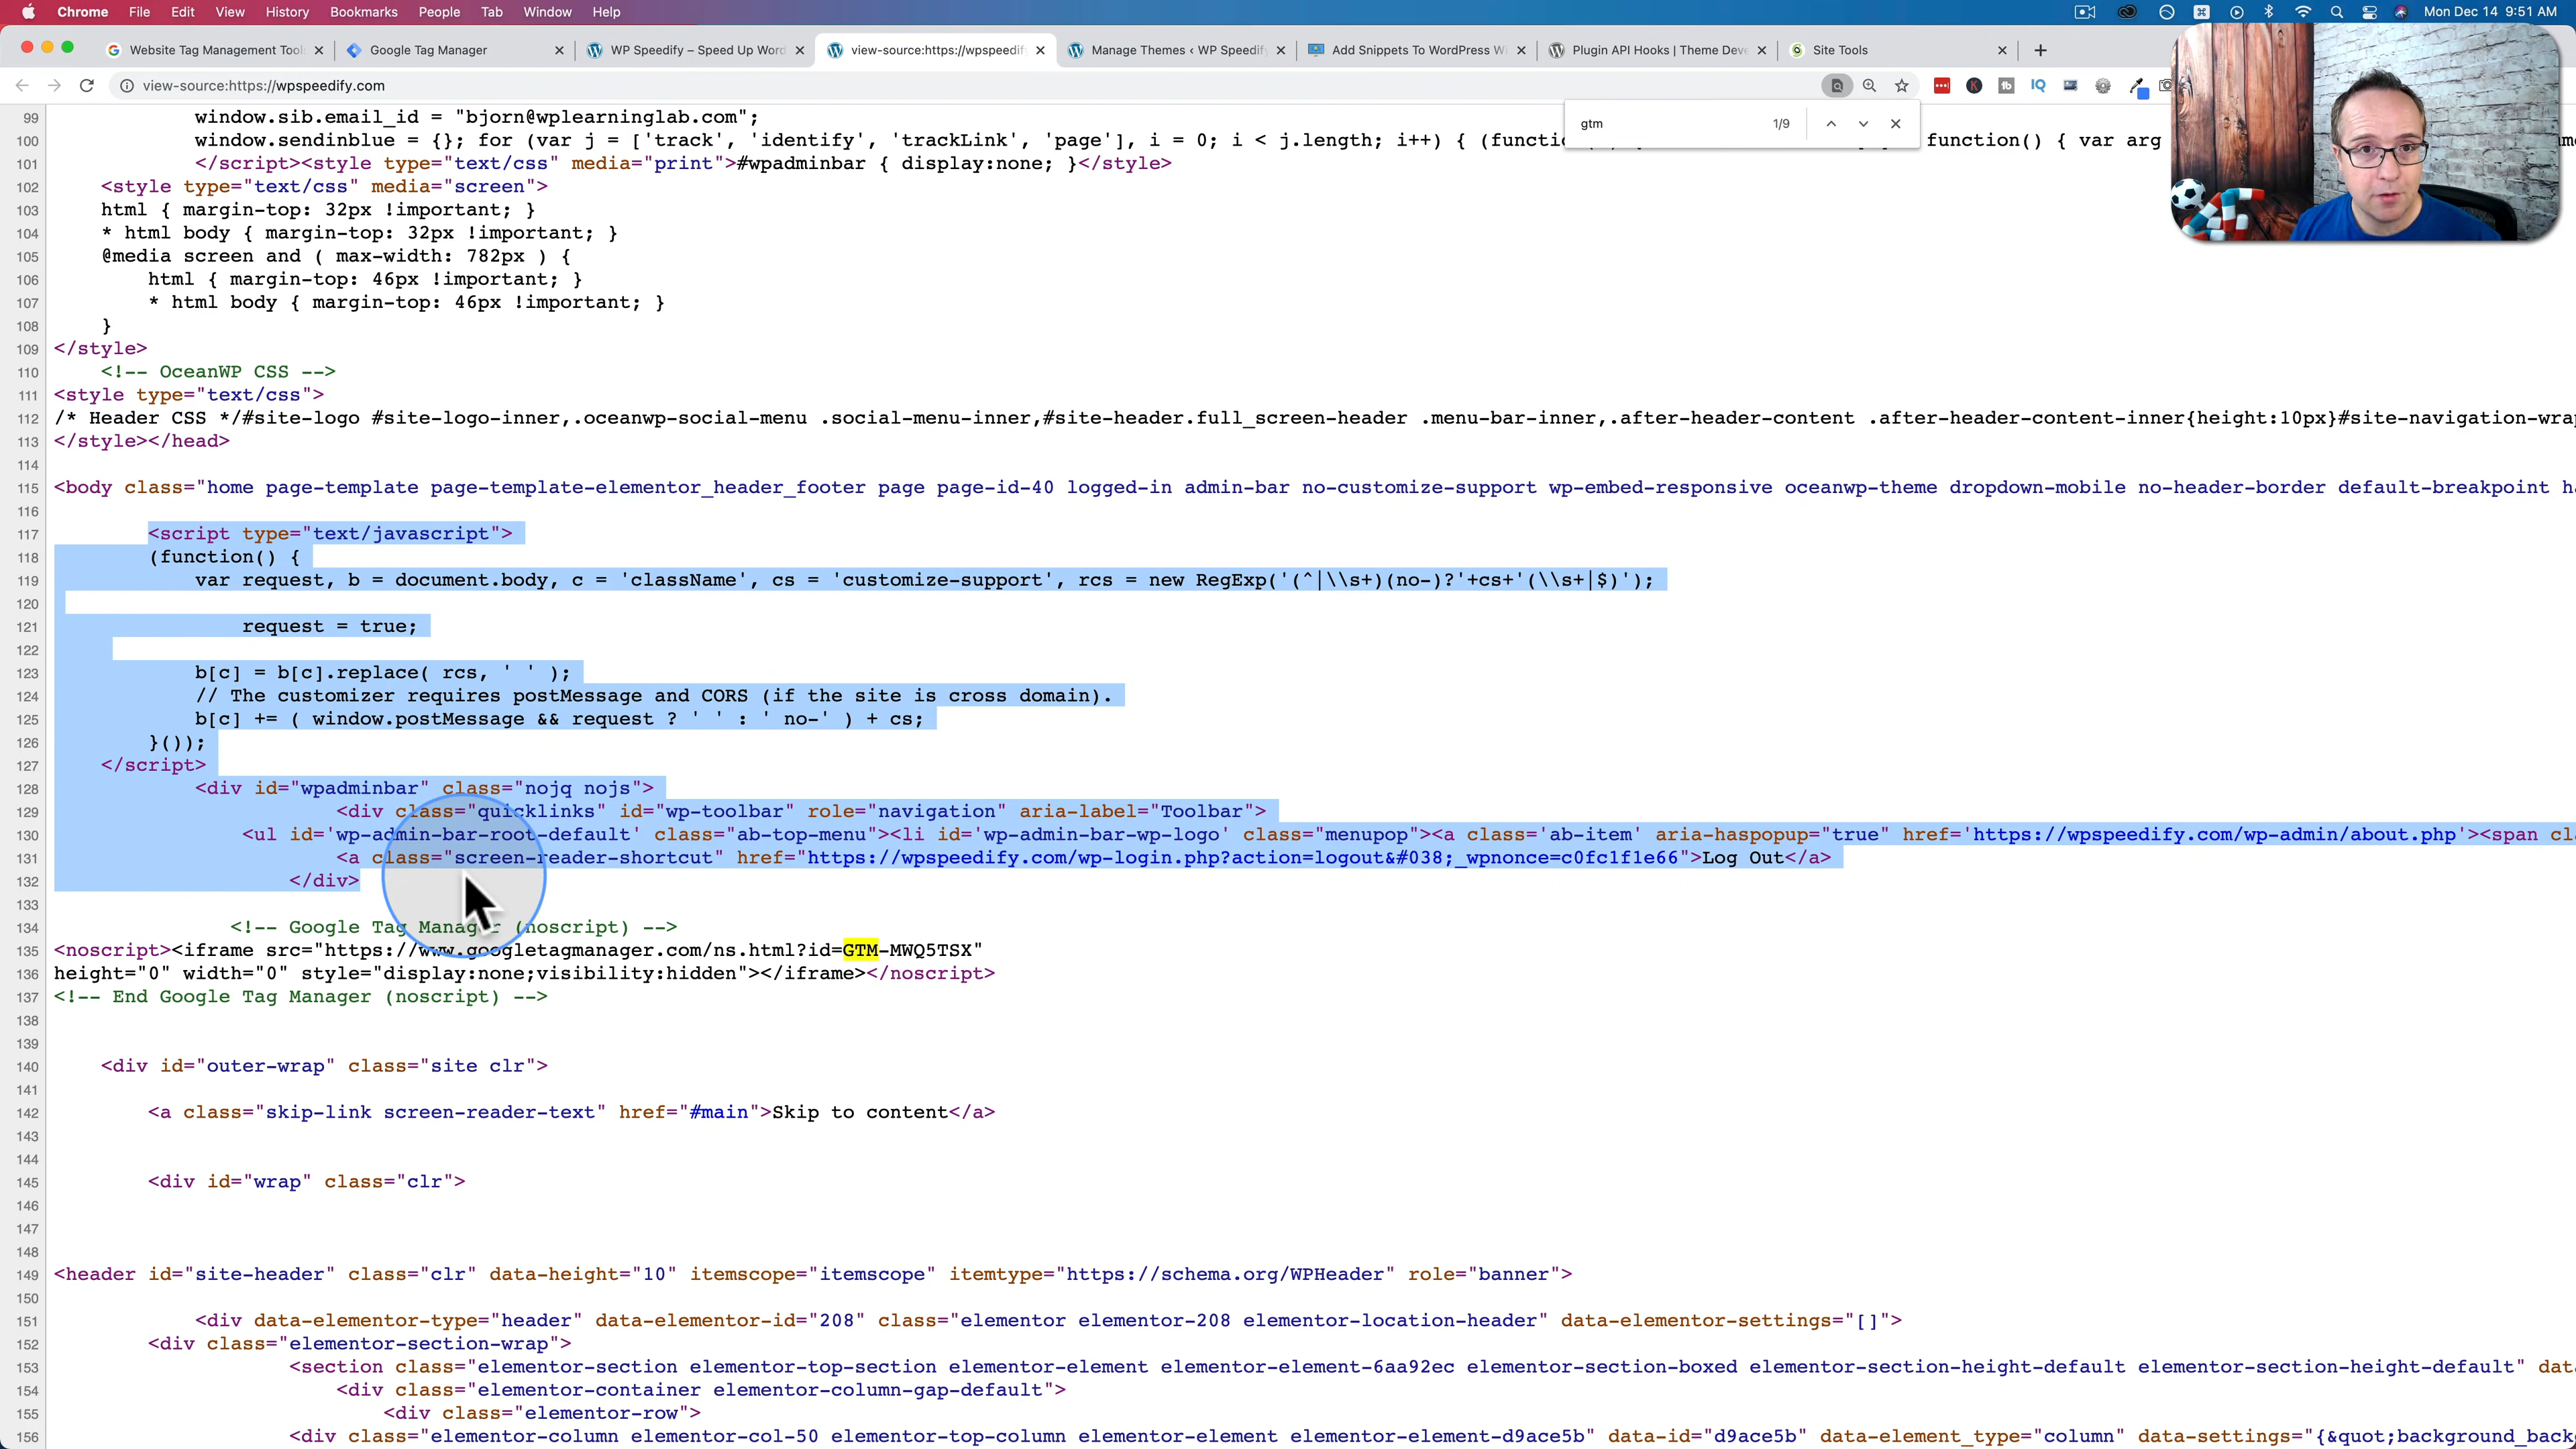 Chrome File Edit View History Bookmarks People Tab Window Help Mon Dec 14 9:51 AM
Website Tag Management Tool Google Tag Manager WP Speedify – Speed Up Word view-source:https://wpspeedif Manage Themes ‹ WP Speedify Add Snippets To WordPress Wi Plugin API Hooks | Theme Deve Site Tools
view-source:https://wpspeedify.com
gtm 1/9
99 window.sib.email_id = "bjorn@wplearninglab.com";
100 window.sendinblue = {}; for (var j = ['track', 'identify', 'trackLink', 'page'], i = 0; i < j.length; i++) { (functi function() { var arg
101 </script><style type="text/css" media="print">#wpadminbar { display:none; }</style>
102 <style type="text/css" media="screen">
103 html { margin-top: 32px !important; }
104 * html body { margin-top: 32px !important; }
105 @media screen and ( max-width: 782px ) {
106 html { margin-top: 46px !important; }
107 * html body { margin-top: 46px !important; }
108 }
109 </style>
110 <!-- OceanWP CSS -->
111 <style type="text/css">
112 /* Header CSS */#site-logo #site-logo-inner,.oceanwp-social-menu .social-menu-inner,#site-header.full_screen-header .menu-bar-inner,.after-header-content .after-header-content-inner{height:10px}#site-navigation-wrap
113 </style></head>
114
115 <body class="home page-template page-template-elementor_header_footer page page-id-40 logged-in admin-bar no-customize-support wp-embed-responsive oceanwp-theme dropdown-mobile no-header-border default-breakpoint ha
116
117 <script type="text/javascript">
118 (function() {
119 var request, b = document.body, c = 'className', cs = 'customize-support', rcs = new RegExp('(^|\\s+)(no-)?'+cs+'(\\s+|$)');
120
121 request = true;
122
123 b[c] = b[c].replace( rcs, ' ' );
124 // The customizer requires postMessage and CORS (if the site is cross domain).
125 b[c] += ( window.postMessage && request ? ' ' : ' no-' ) + cs;
126 }());
127 </script>
128 <div id="wpadminbar" class="nojq nojs">
129 <div class="quicklinks" id="wp-toolbar" role="navigation" aria-label="Toolbar">
130 <ul id='wp-admin-bar-root-default' class="ab-top-menu"><li id='wp-admin-bar-wp-logo' class="menupop"><a class='ab-item' aria-haspopup="true" href='https://wpspeedify.com/wp-admin/about.php'><span cl
131 <a class="screen-reader-shortcut" href="https://wpspeedify.com/wp-login.php?action=logout&#038;_wpnonce=c0fc1f1e66">Log Out</a>
132 </div>
133
134 <!-- Google Tag Manager (noscript) -->
135 <noscript><iframe src="https://www.googletagmanager.com/ns.html?id=GTM-MWQ5TSX"
136 height="0" width="0" style="display:none;visibility:hidden"></iframe></noscript>
137 <!-- End Google Tag Manager (noscript) -->
138
139
140 <div id="outer-wrap" class="site clr">
141
142 <a class="skip-link screen-reader-text" href="#main">Skip to content</a>
143
144
145 <div id="wrap" class="clr">
146
147
148
149 <header id="site-header" class="clr" data-height="10" itemscope="itemscope" itemtype="https://schema.org/WPHeader" role="banner">
150
151 <div data-elementor-type="header" data-elementor-id="208" class="elementor elementor-208 elementor-location-header" data-elementor-settings="[]">
152 <div class="elementor-section-wrap">
153 <section class="elementor-section elementor-top-section elementor-element elementor-element-6aa92ec elementor-section-boxed elementor-section-height-default elementor-section-height-default" dat
154 <div class="elementor-container elementor-column-gap-default">
155 <div class="elementor-row">
156 <div class="elementor-column elementor-col-50 elementor-top-column elementor-element elementor-element-d9ace5b" data-id="d9ace5b" data-element_type="column" data-settings="{&quot;background_back